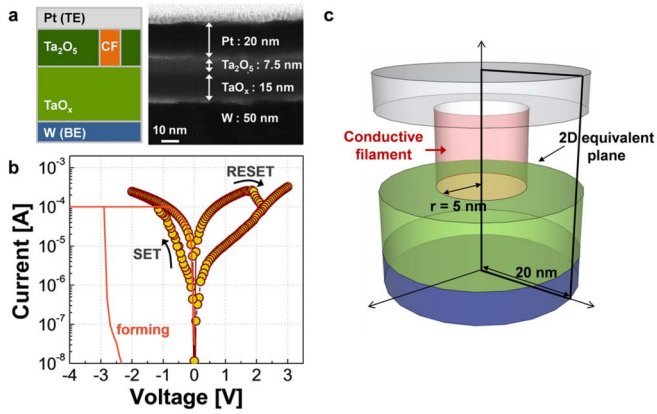 a
Pt (TE)
Ta₂O₅
CF
TaOₓ
W (BE)
Pt : 20 nm
Ta₂O₅ : 7.5 nm
TaOₓ : 15 nm
W : 50 nm
10 nm
b
Current [A]
10⁻³
10⁻⁴
10⁻⁵
10⁻⁶
10⁻⁷
10⁻⁸
RESET
SET
forming
-4 -3 -2 -1 0 1 2 3
Voltage [V]
c
Conductive
filament
2D equivalent
plane
r = 5 nm
20 nm